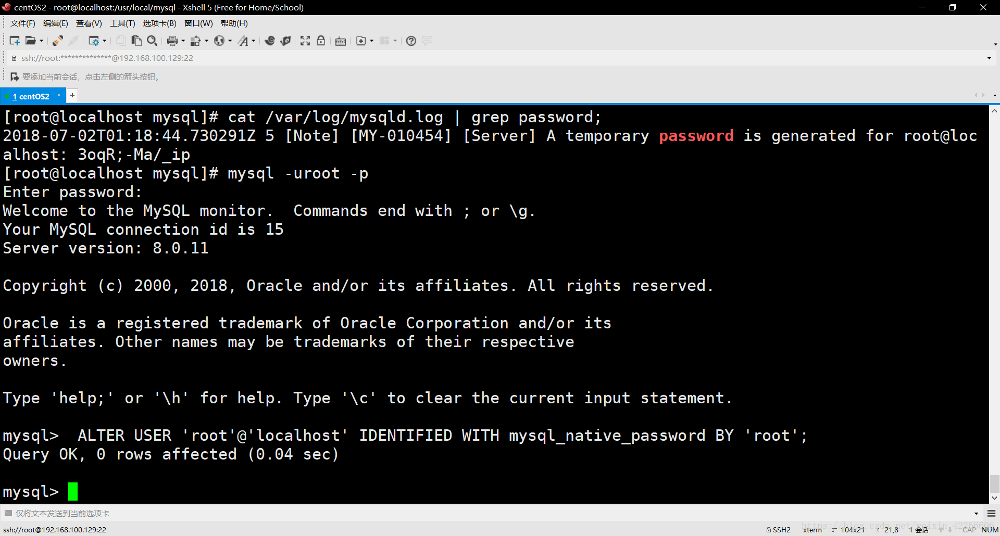 centOS2 - root@localhost:/usr/local/mysql - Xshell 5 (Free for Home/School)
文件(F) 编辑(E) 查看(V) 工具(T) 选项卡(B) 窗口(W) 帮助(H)
ssh://root:**************@192.168.100.129:22
要添加当前会话，点击左侧的箭头按钮。
1 centOS2 × +
[root@localhost mysql]# cat /var/log/mysqld.log | grep password;
2018-07-02T01:18:44.730291Z 5 [Note] [MY-010454] [Server] A temporary password is generated for root@loc
alhost: 3oqR;-Ma/_ip
[root@localhost mysql]# mysql -uroot -p
Enter password:
Welcome to the MySQL monitor.  Commands end with ; or \g.
Your MySQL connection id is 15
Server version: 8.0.11
Copyright (c) 2000, 2018, Oracle and/or its affiliates. All rights reserved.
Oracle is a registered trademark of Oracle Corporation and/or its
affiliates. Other names may be trademarks of their respective
owners.
Type 'help;' or '\h' for help. Type '\c' to clear the current input statement.
mysql>  ALTER USER 'root'@'localhost' IDENTIFIED WITH mysql_native_password BY 'root';
Query OK, 0 rows affected (0.04 sec)
mysql>
仅将文本发送到当前选项卡
https://blog.csdn.net/weixin_42266606
ssh://root@192.168.100.129:22 SSH2 xterm 104x21 21,8 1 会话 CAP NUM